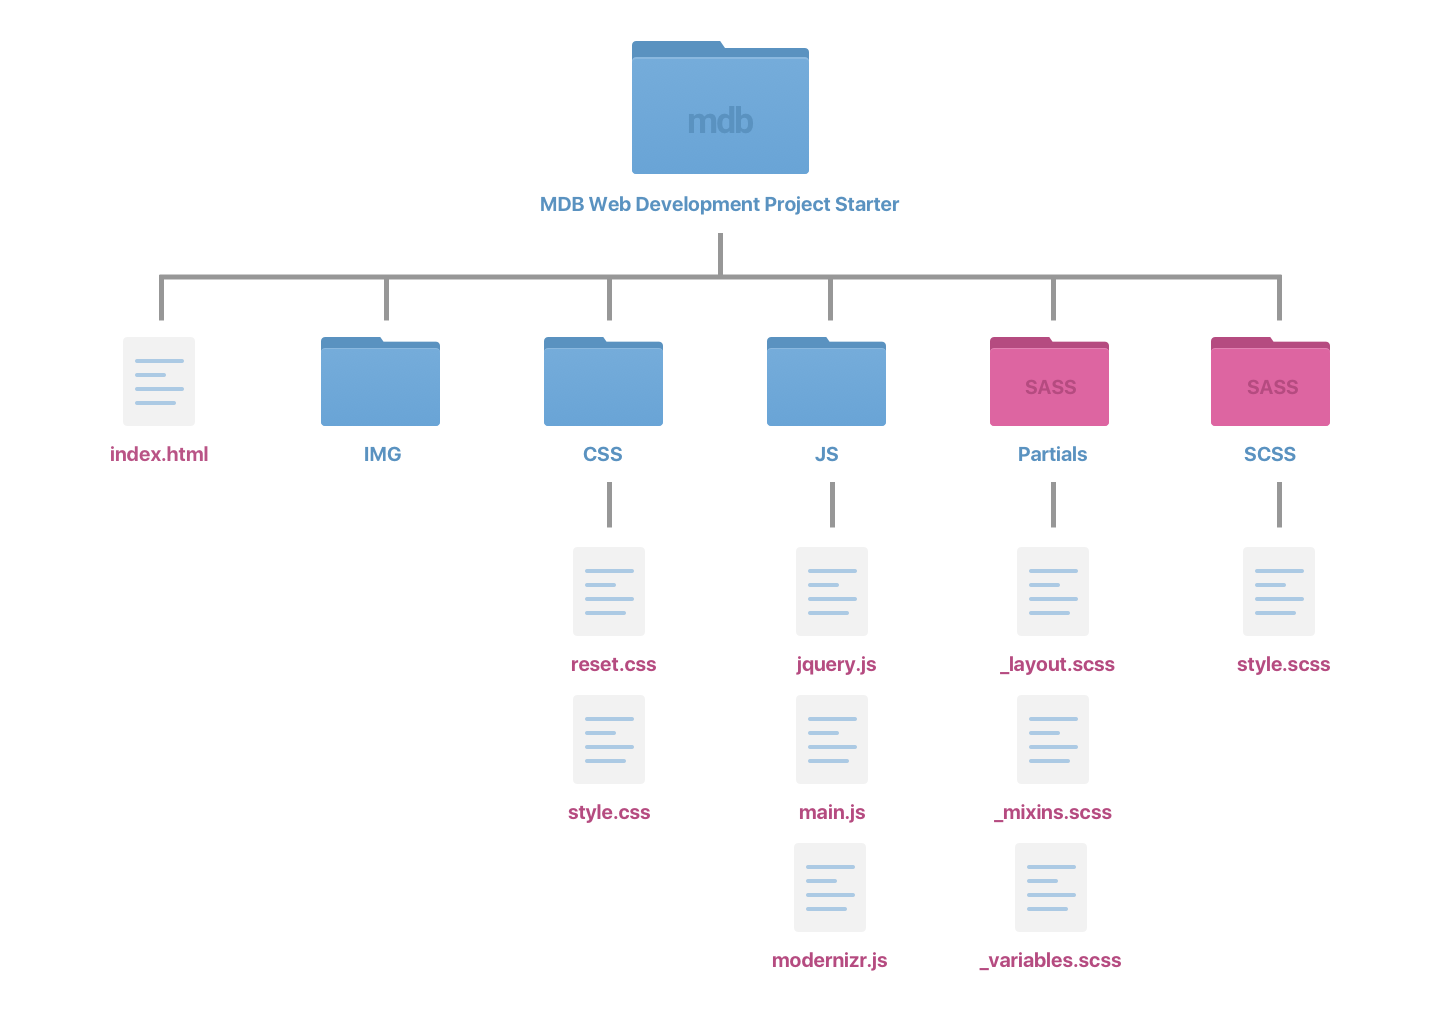 mdb
MDB Web Development Project Starter
SASS
SASS
index.html
IMG
CSS
JS
Partials
SCSS
reset.css
jquery.js
_layout.scss
style.scss
style.css
main.js
_mixins.scss
modernizr.js
_variables.scss